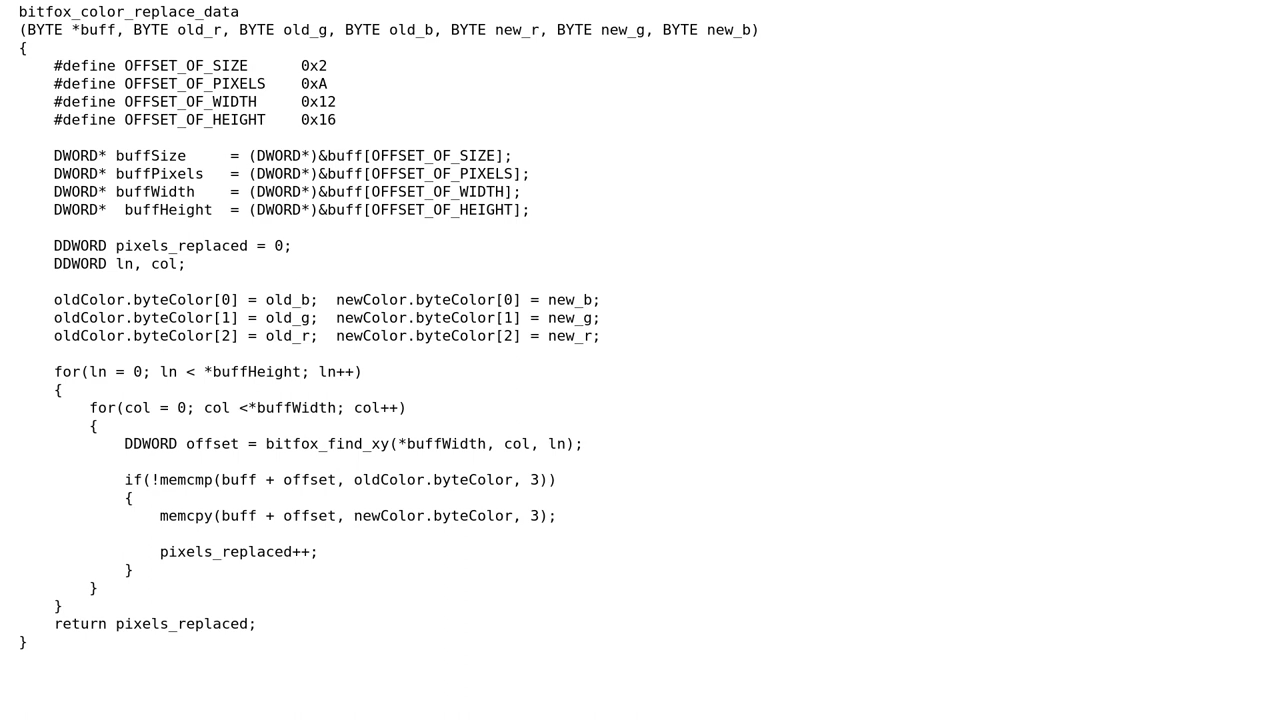 bitfox_color_replace_data
(BYTE *buff, BYTE old_r, BYTE old_g, BYTE old_b, BYTE new_r, BYTE new_g, BYTE new_b)
{
    #define OFFSET_OF_SIZE      0x2
    #define OFFSET_OF_PIXELS    0xA
    #define OFFSET_OF_WIDTH     0x12
    #define OFFSET_OF_HEIGHT    0x16

    DWORD* buffSize     = (DWORD*)&buff[OFFSET_OF_SIZE];
    DWORD* buffPixels   = (DWORD*)&buff[OFFSET_OF_PIXELS];
    DWORD* buffWidth    = (DWORD*)&buff[OFFSET_OF_WIDTH];
    DWORD*  buffHeight  = (DWORD*)&buff[OFFSET_OF_HEIGHT];

    DDWORD pixels_replaced = 0;
    DDWORD ln, col;

    oldColor.byteColor[0] = old_b;  newColor.byteColor[0] = new_b;
    oldColor.byteColor[1] = old_g;  newColor.byteColor[1] = new_g;
    oldColor.byteColor[2] = old_r;  newColor.byteColor[2] = new_r;

    for(ln = 0; ln < *buffHeight; ln++)
    {
        for(col = 0; col <*buffWidth; col++)
        {
            DDWORD offset = bitfox_find_xy(*buffWidth, col, ln);

            if(!memcmp(buff + offset, oldColor.byteColor, 3))
            {
                memcpy(buff + offset, newColor.byteColor, 3);

                pixels_replaced++;
            }
        }
    }
    return pixels_replaced;
}